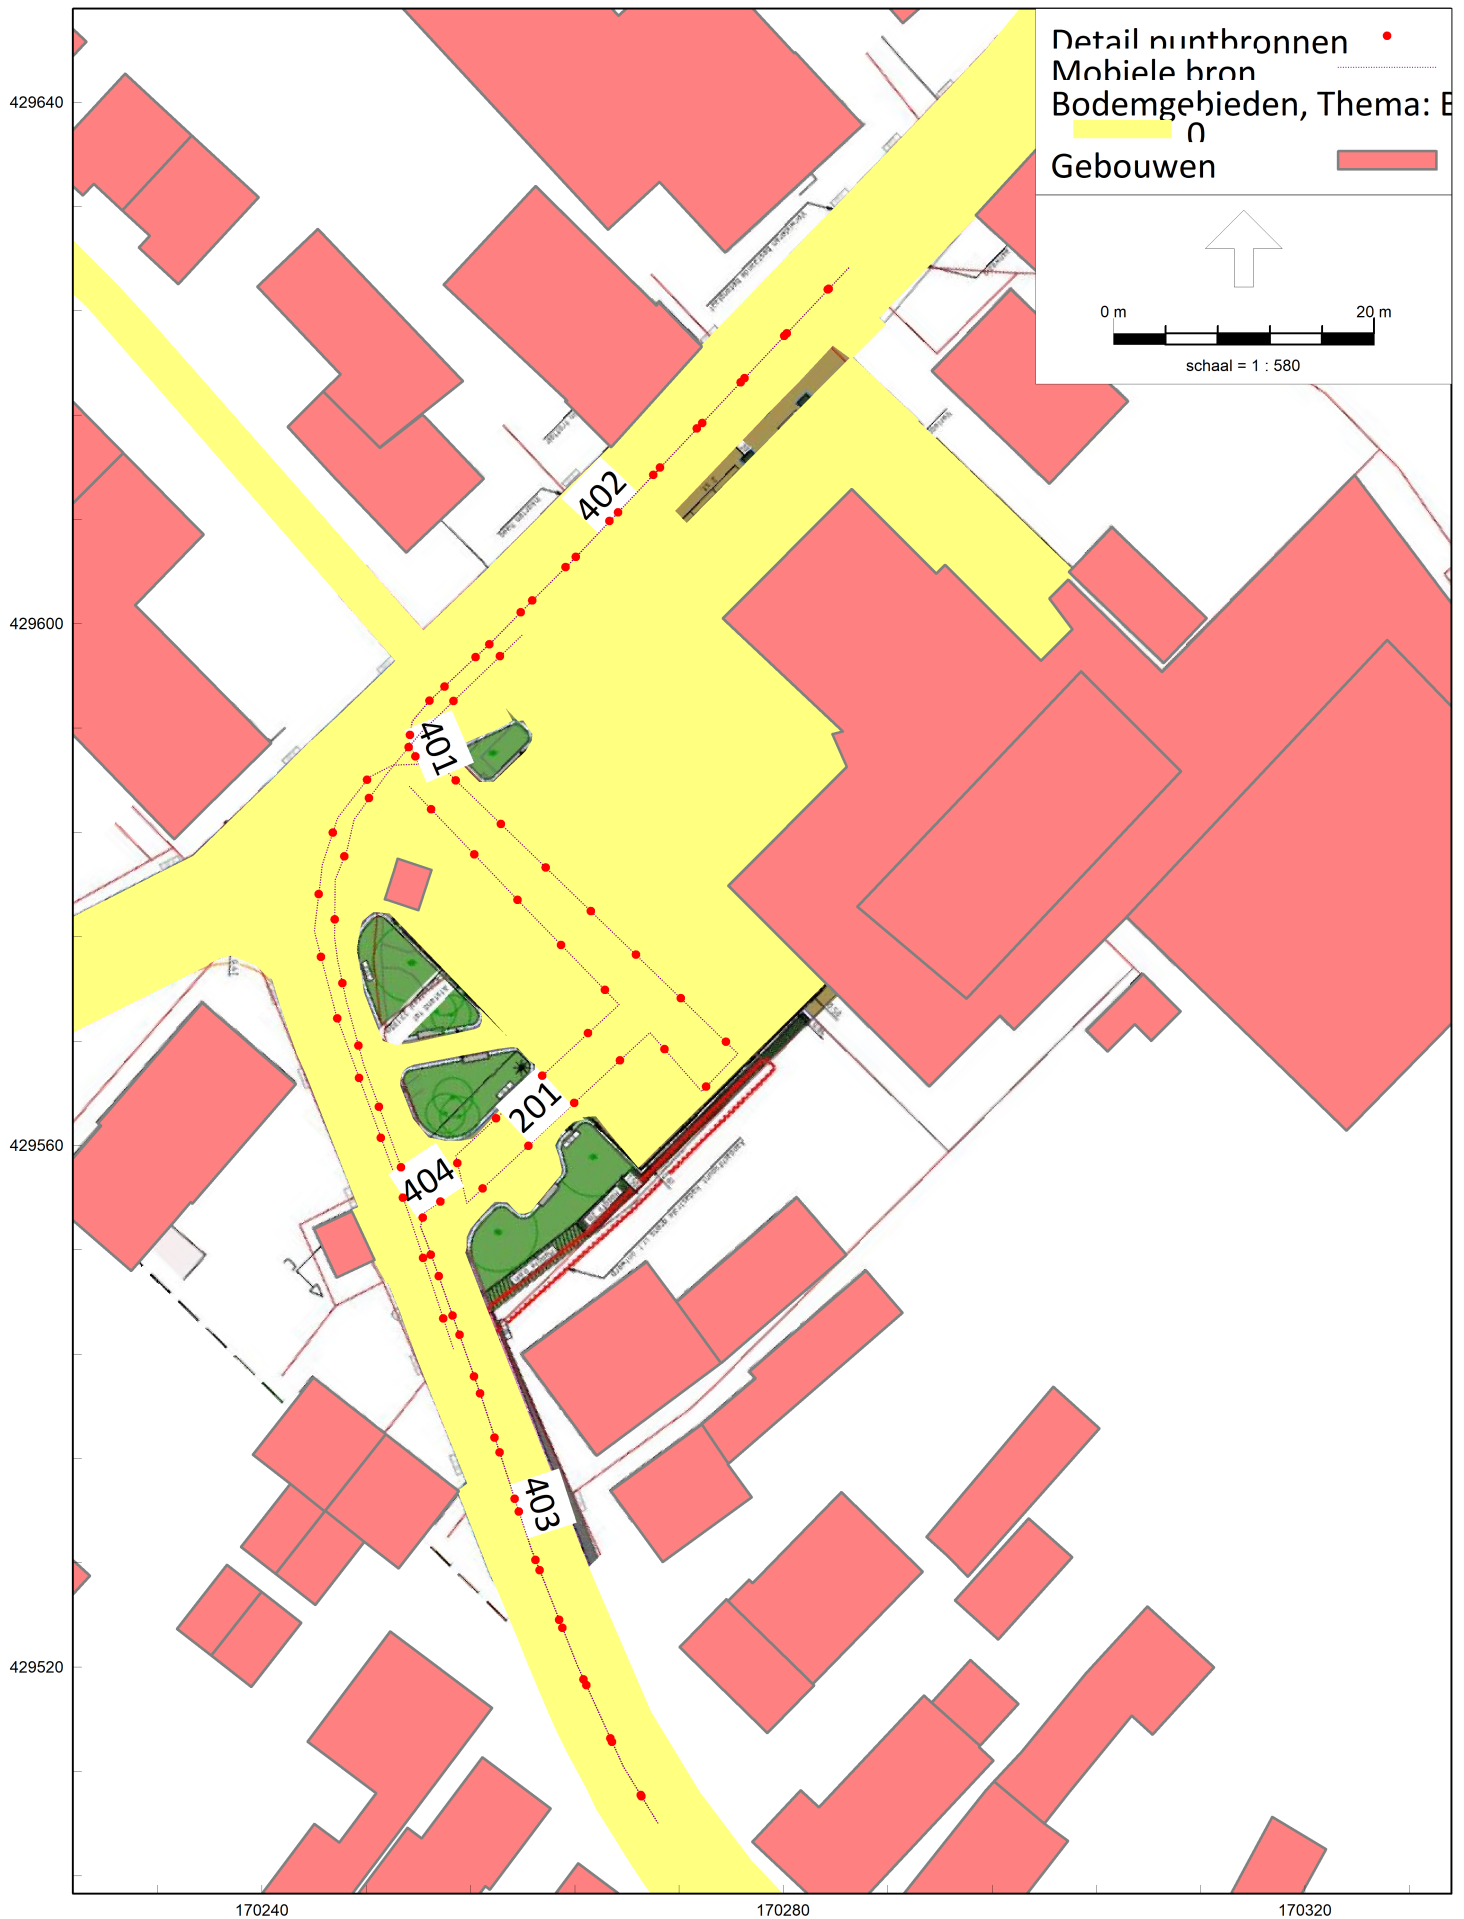 Detail puntbronnen
Mobiele bron
Bodemgebieden, Thema: B
0
Gebouwen
0 m 20 m
schaal = 1 : 580
429640
429600
429560
429520
170240 170280 170320
402
401
201
404
403